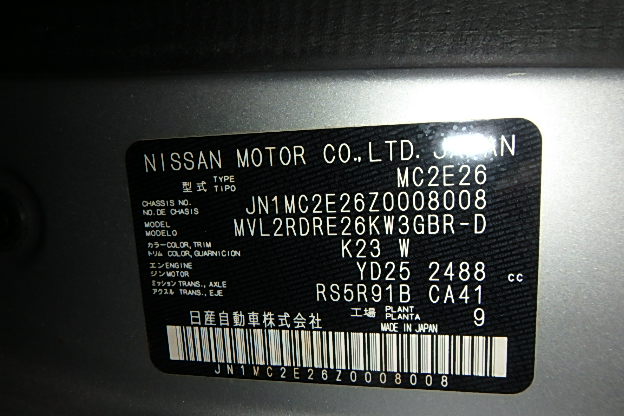 NISSAN MOTOR CO.,LTD. JAPAN
型式 TYPE TIPO MC2E26
CHASSIS NO. NO.DE CHASIS JN1MC2E26Z0008008
MODEL MODELO MVL2RDRE26KW3GBR-D
カラー COLOR,TRIM トリム COLOR,GUARNICION K23 W
エンジン ENGINE MOTOR YD25 2488 cc
ミッション TRANS., AXLE アクスル TRANS., EJE RS5R91B CA41
工場 PLANT PLANTA 9
日産自動車株式会社 MADE IN JAPAN
JN1MC2E26Z0008008